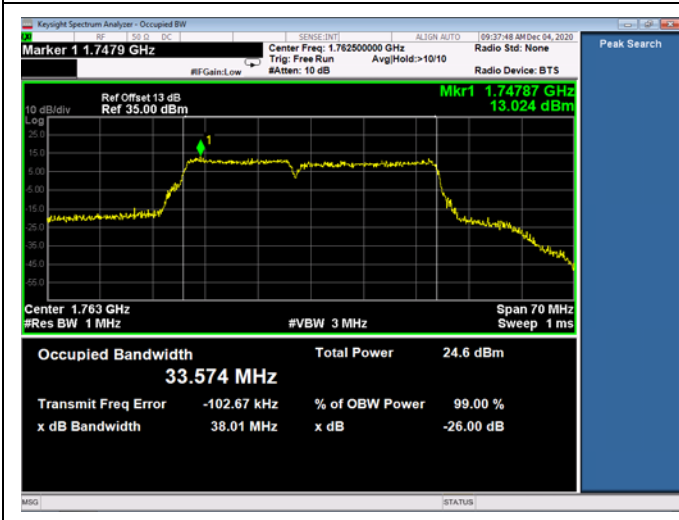 Keysight Spectrum Analyzer - Occupied BW
RF 50 Ω DC SENSE:INT ALIGN AUTO 09:37:48 AM Dec 04, 2020
Marker 1 1.7479 GHz Center Freq: 1.762500000 GHz Radio Std: None Peak Search
Trig: Free Run Avg|Hold:>10/10
#IFGain:Low #Atten: 10 dB Radio Device: BTS
Ref Offset 13 dB Mkr1 1.74787 GHz
10 dB/div Ref 35.00 dBm 13.024 dBm
Log
25.0
1
15.0
5.00
-5.00
-15.0
-25.0
-35.0
-45.0
-55.0
Center 1.763 GHz Span 70 MHz
#Res BW 1 MHz #VBW 3 MHz Sweep 1 ms
Occupied Bandwidth Total Power 24.6 dBm
33.574 MHz
Transmit Freq Error -102.67 kHz % of OBW Power 99.00 %
x dB Bandwidth 38.01 MHz x dB -26.00 dB
MSG STATUS